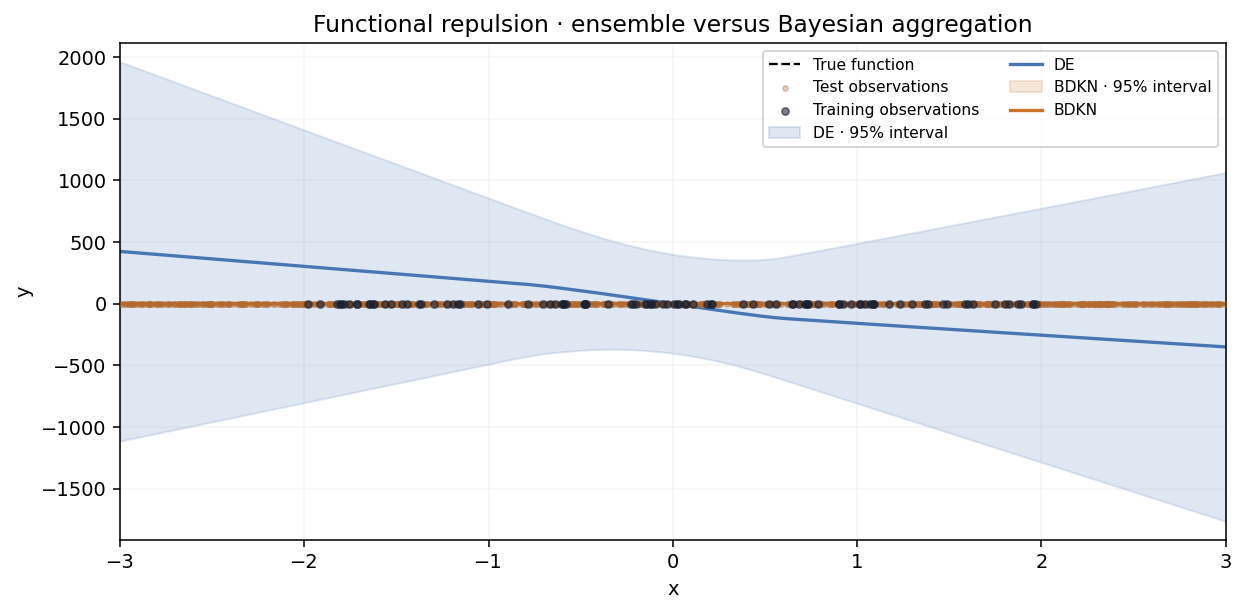 Functional repulsion · ensemble versus Bayesian aggregation
True function
Test observations
Training observations
DE · 95% interval
DE
BDKN · 95% interval
BDKN
2000
1500
1000
500
0
−500
−1000
−1500
y
−3
−2
−1
0
1
2
3
x